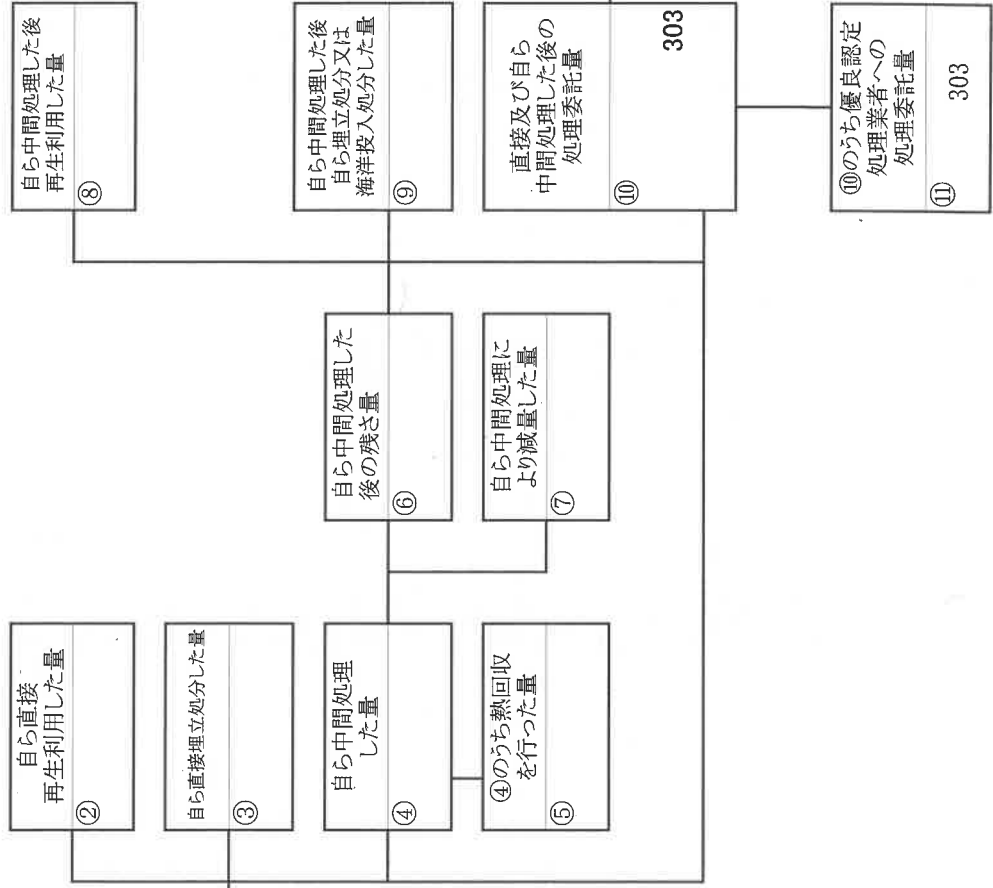 自ら直接
再生利用した量
②
自ら直接埋立処分した量
③
自ら中間処理
した量
④
④のうち熱回収
を行った量
⑤
自ら中間処理した
後の残さ量
⑥
自ら中間処理に
より減量した量
⑦
自ら中間処理した後
再生利用した量
⑧
自ら中間処理した後
自ら埋立処分又は
海洋投入処分した量
⑨
直接及び自ら
中間処理した後の
処理委託量
⑩
303
⑩のうち優良認定
処理業者への
処理委託量
⑪
303